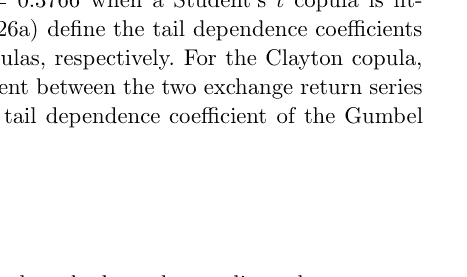 = 0.3766 when a Student's t copula is fit-
26a) define the tail dependence coefficients
ulas, respectively. For the Clayton copula,
ent between the two exchange return series
tail dependence coefficient of the Gumbel